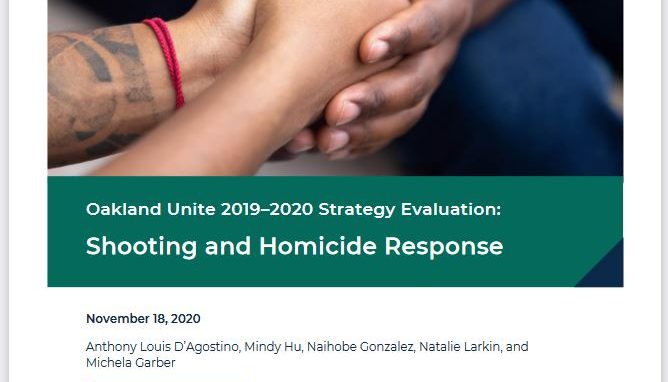 Oakland Unite 2019–2020 Strategy Evaluation:
Shooting and Homicide Response
November 18, 2020
Anthony Louis D’Agostino, Mindy Hu, Naihobe Gonzalez, Natalie Larkin, and
Michela Garber